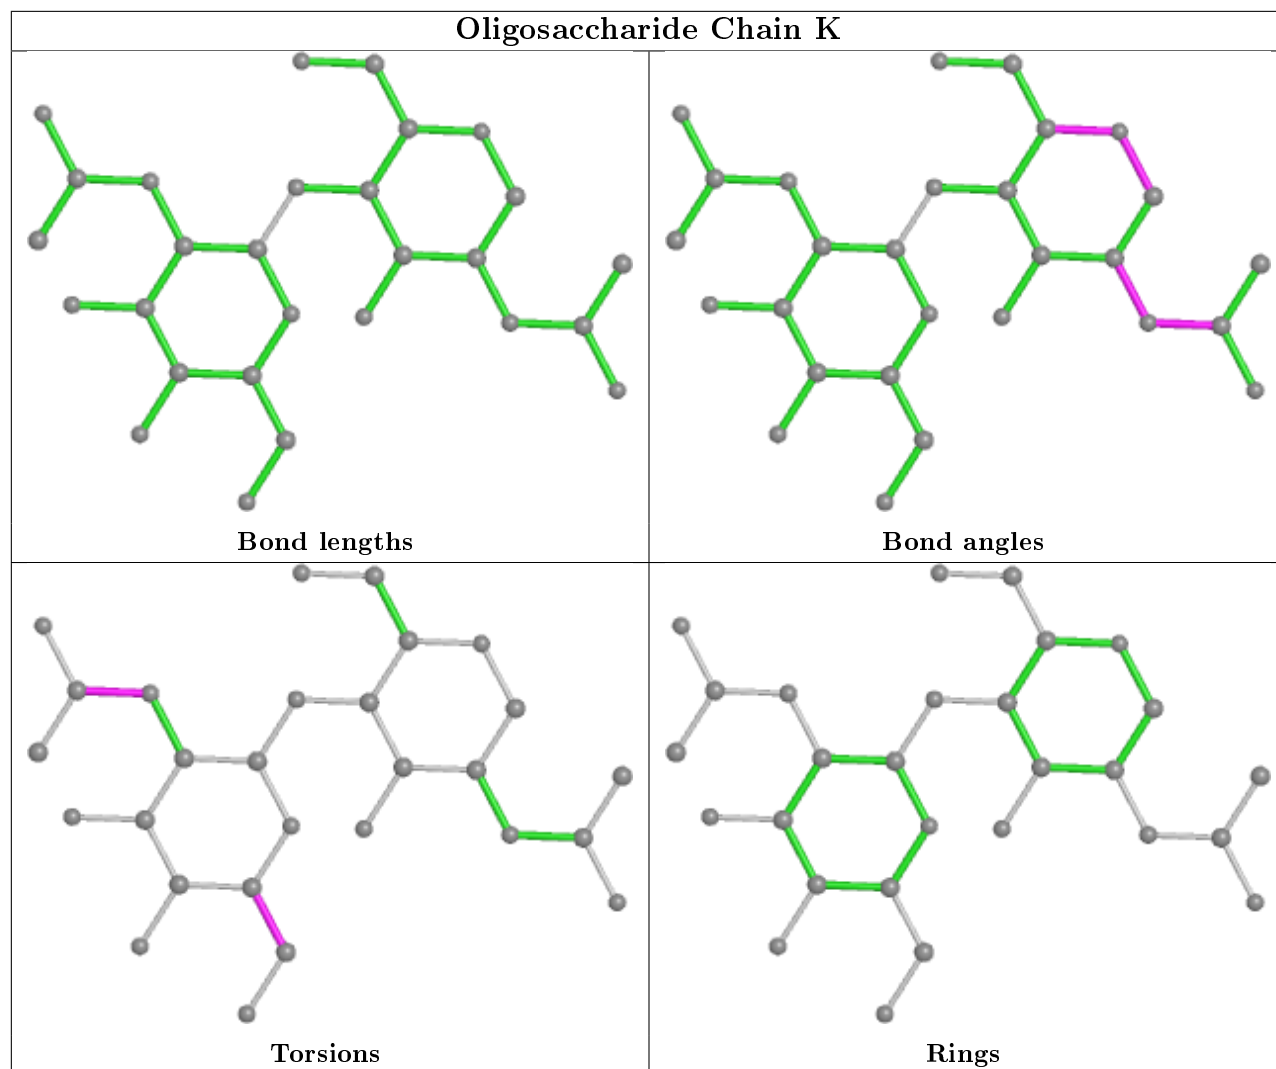 Oligosaccharide Chain K
Bond lengths
Bond angles
Torsions
Rings